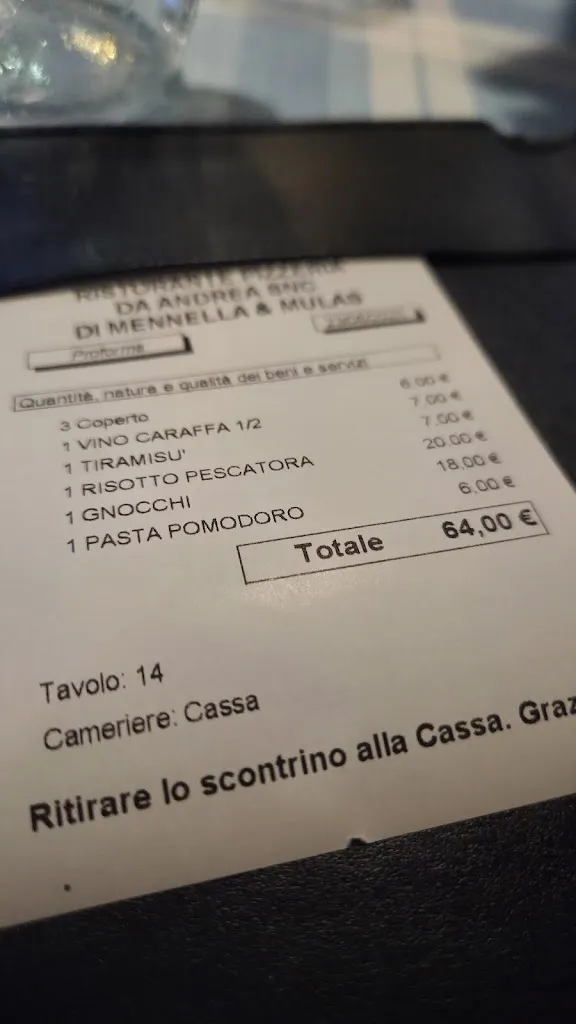 RISTORANTE PIZZERIA
DA ANDREA SNC
DI MENNELLA & MULAS
Proforma
Quantità, natura e qualità dei beni e servizi
3 Coperto 6,00 €
1 VINO CARAFFA 1/2 7,00 €
1 TIRAMISU' 7,00 €
1 RISOTTO PESCATORA 20,00 €
1 GNOCCHI 18,00 €
1 PASTA POMODORO 6,00 €
Totale 64,00 €
Tavolo: 14
Cameriere: Cassa
Ritirare lo scontrino alla Cassa. Graz